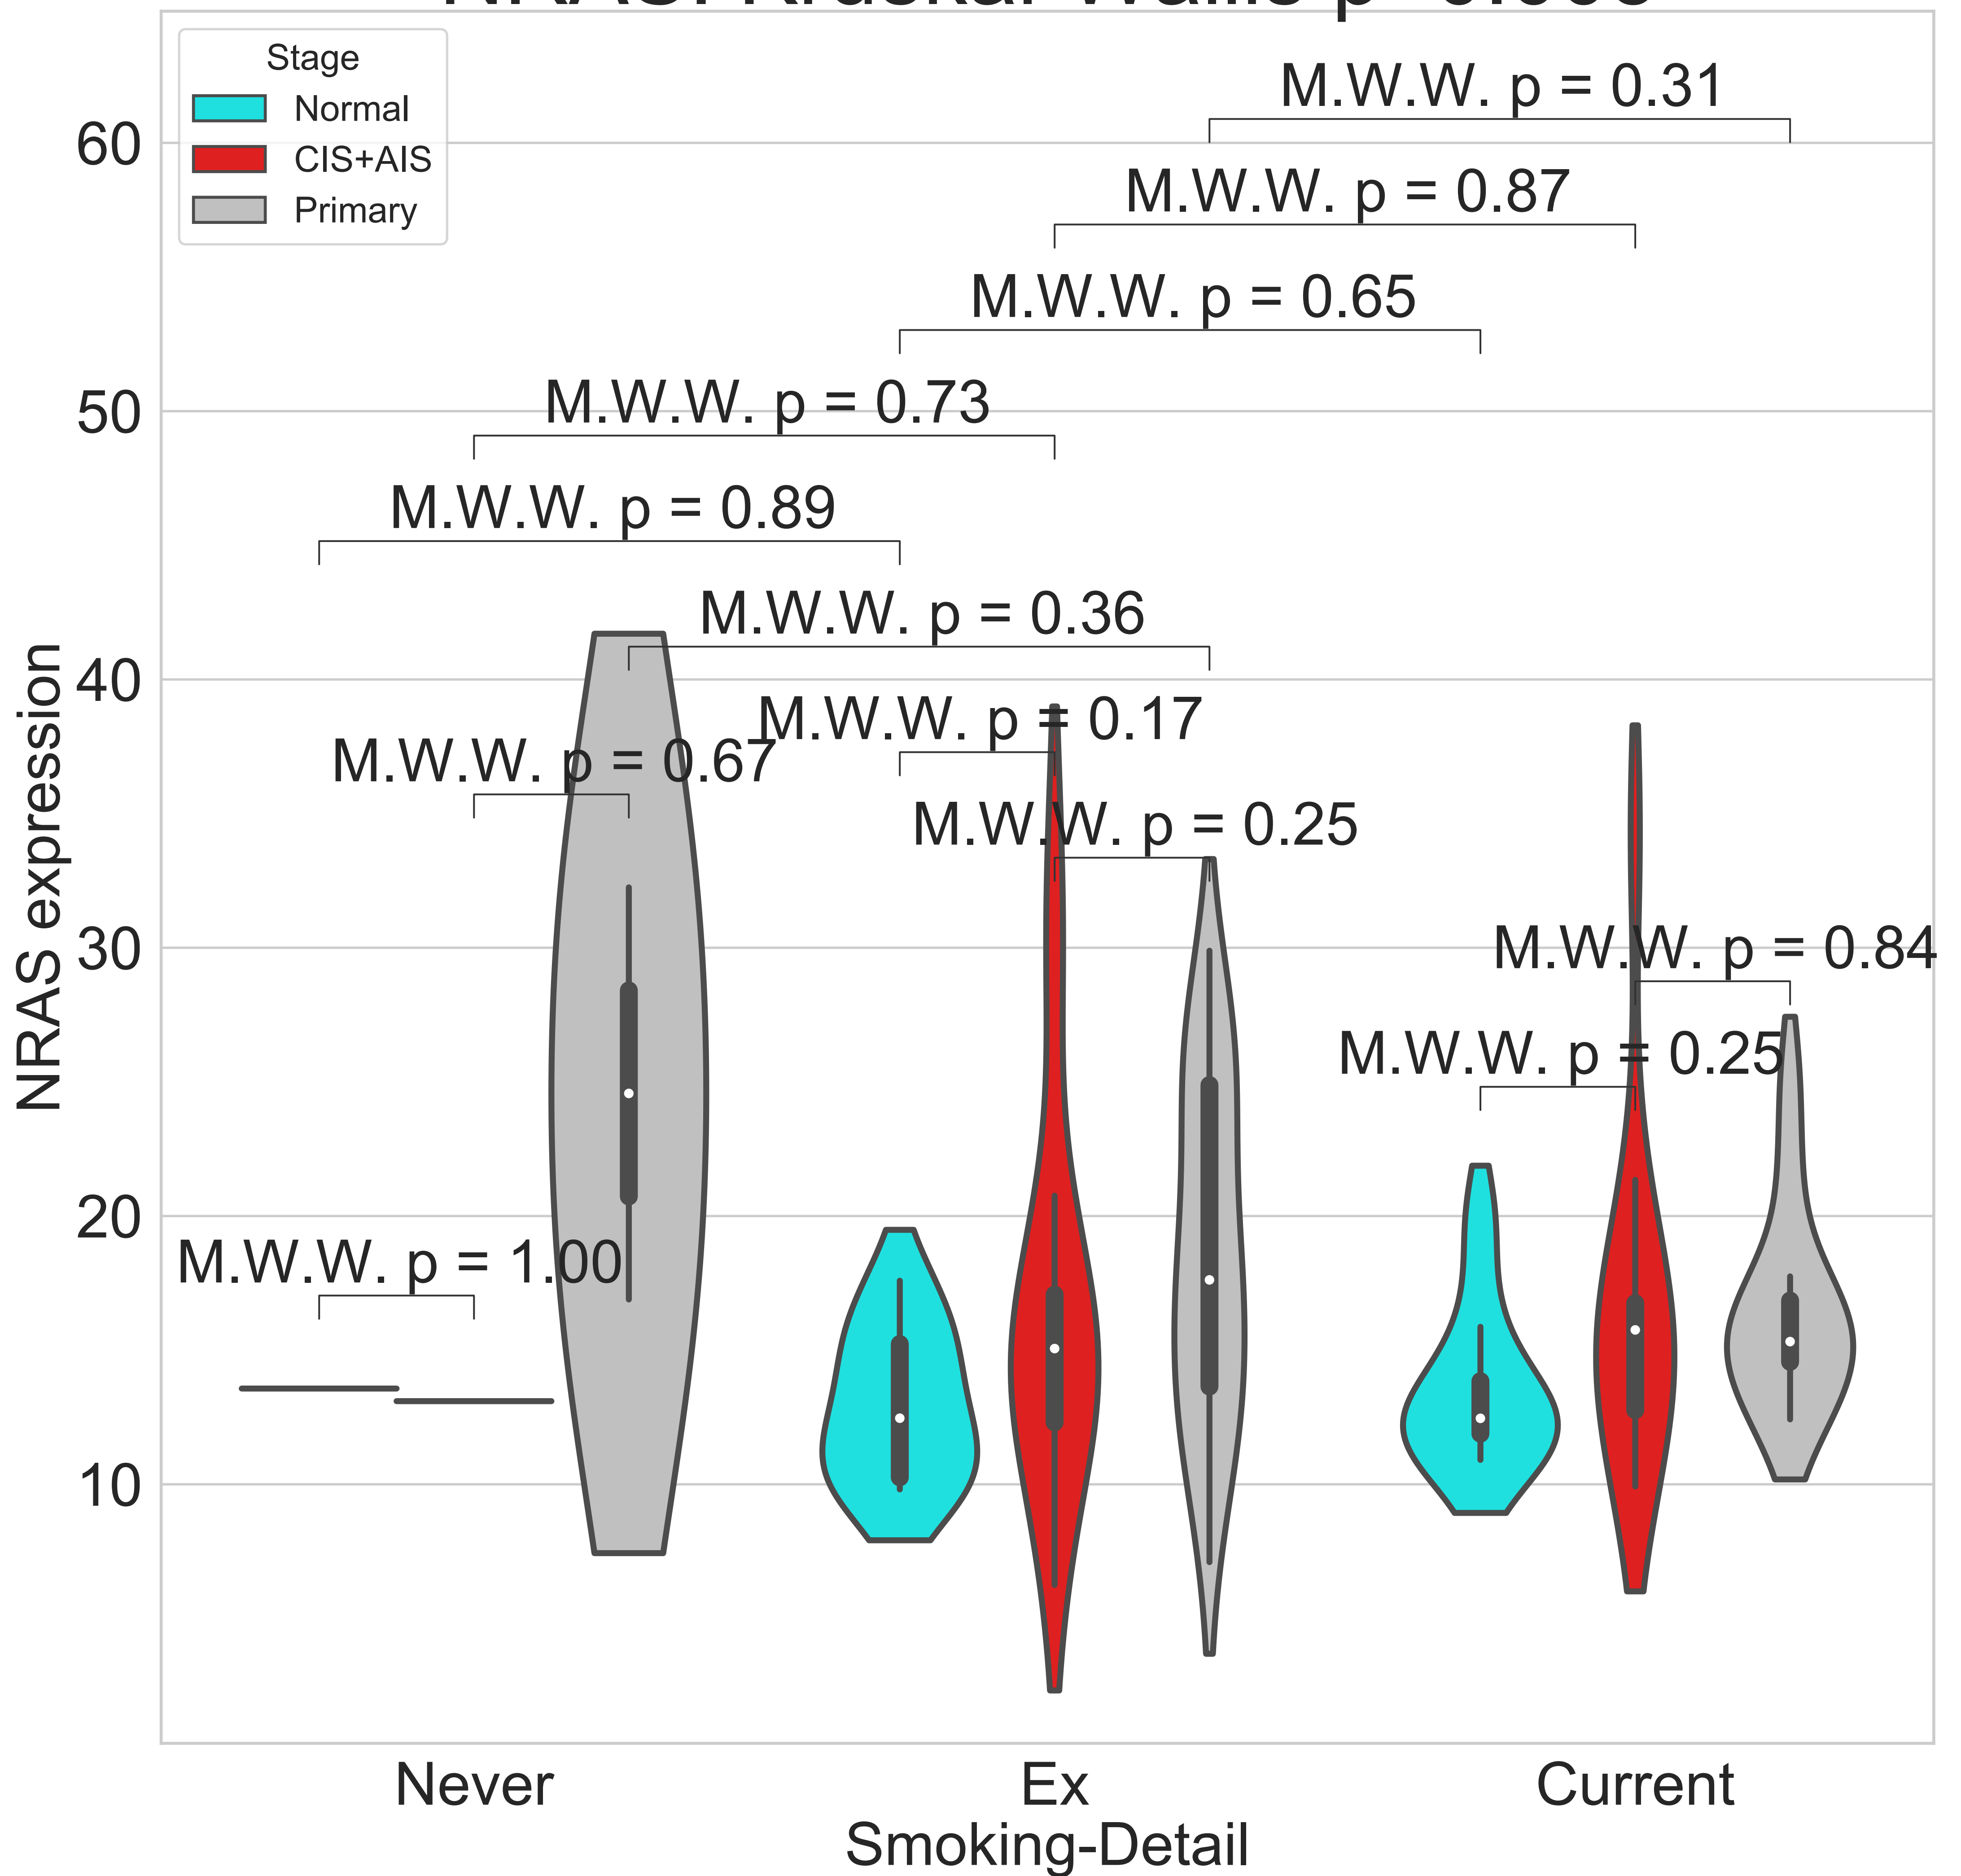 Stage
Normal
CIS+AIS
Primary
M.W.W. p = 0.31
60
M.W.W. p = 0.87
M.W.W. p = 0.65
M.W.W. p = 0.73
50
M.W.W. p = 0.89
M.W.W. p = 0.36
40
M.W.W. p = 0.17
M.W.W. p = 0.67
M.W.W. p = 0.25
30
M.W.W. p = 0.84
M.W.W. p = 0.25
20
M.W.W. p = 1.00
10
NRAS expression
Never
Ex
Current
Smoking-Detail